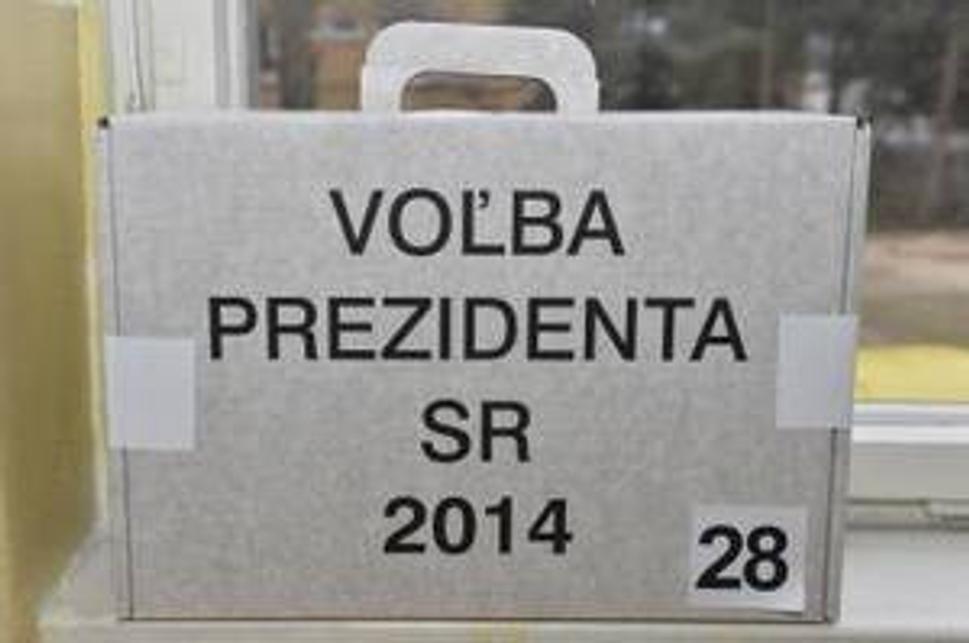 VOĽBA
PREZIDENTA
SR
2014
28